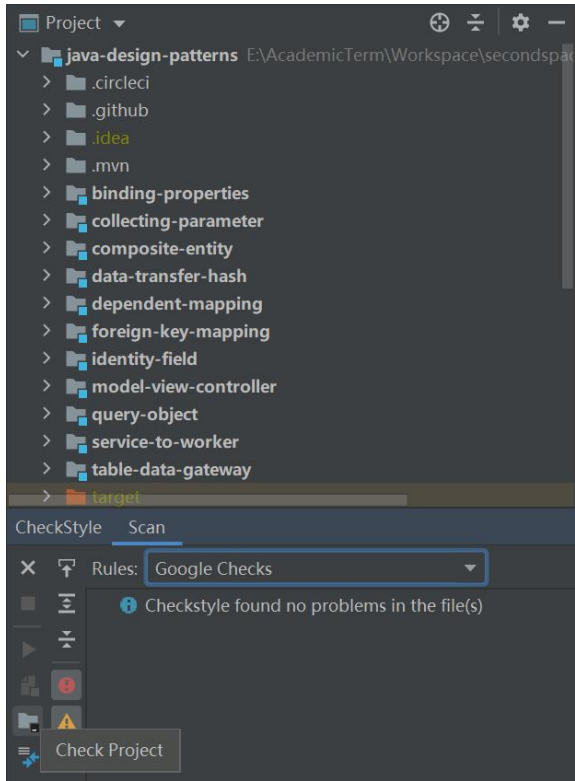 Project
java-design-patterns E:\AcademicTerm\Workspace\secondspac
.circleci
.github
.idea
.mvn
binding-properties
collecting-parameter
composite-entity
data-transfer-hash
dependent-mapping
foreign-key-mapping
identity-field
model-view-controller
query-object
service-to-worker
table-data-gateway
target
CheckStyle Scan
Rules: Google Checks
Checkstyle found no problems in the file(s)
Check Project